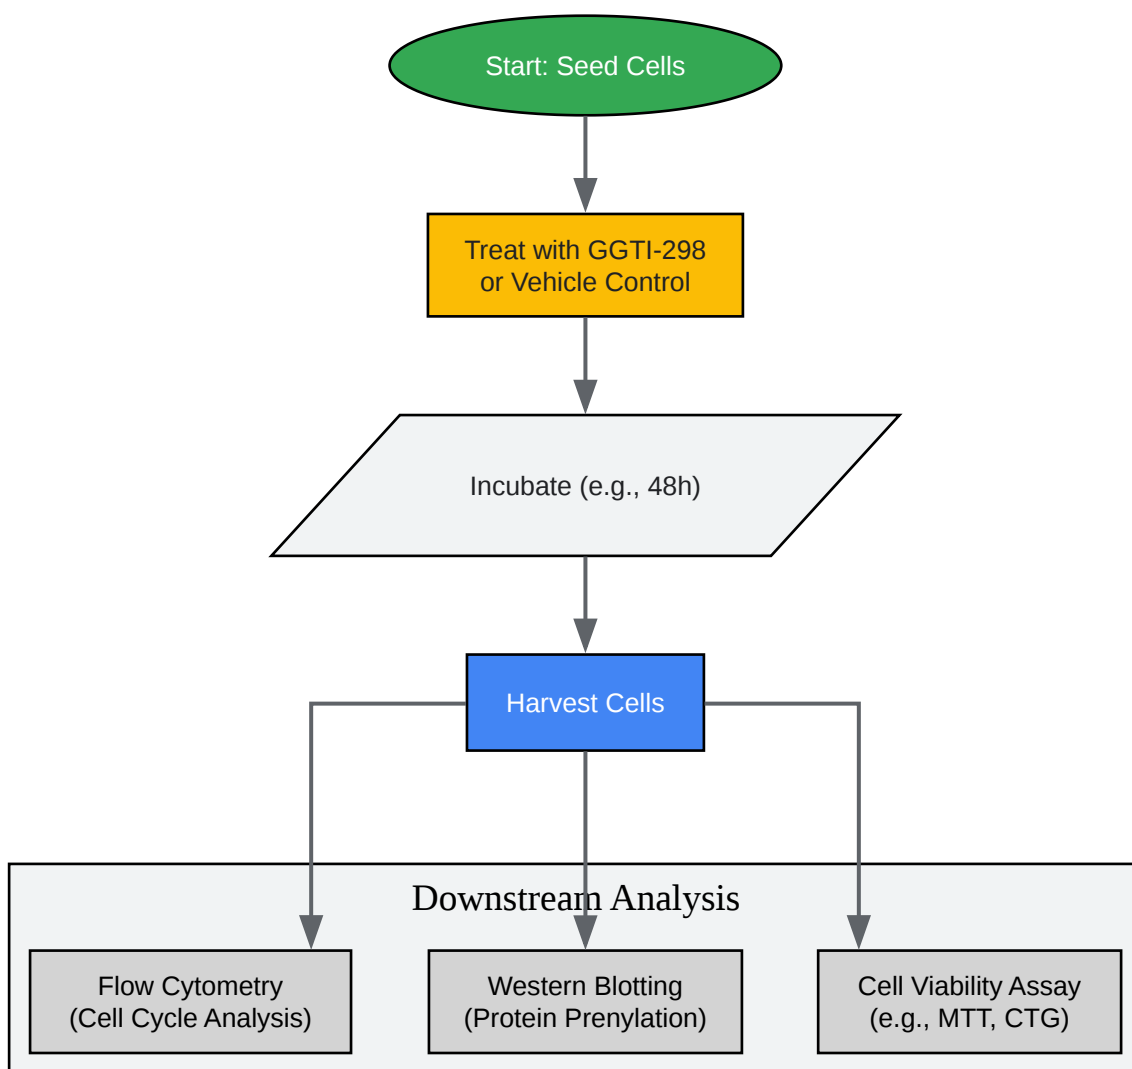 Start: Seed Cells
Treat with GGTI-298
or Vehicle Control
Incubate (e.g., 48h)
Harvest Cells
Downstream Analysis
Flow Cytometry
(Cell Cycle Analysis)
Western Blotting
(Protein Prenylation)
Cell Viability Assay
(e.g., MTT, CTG)